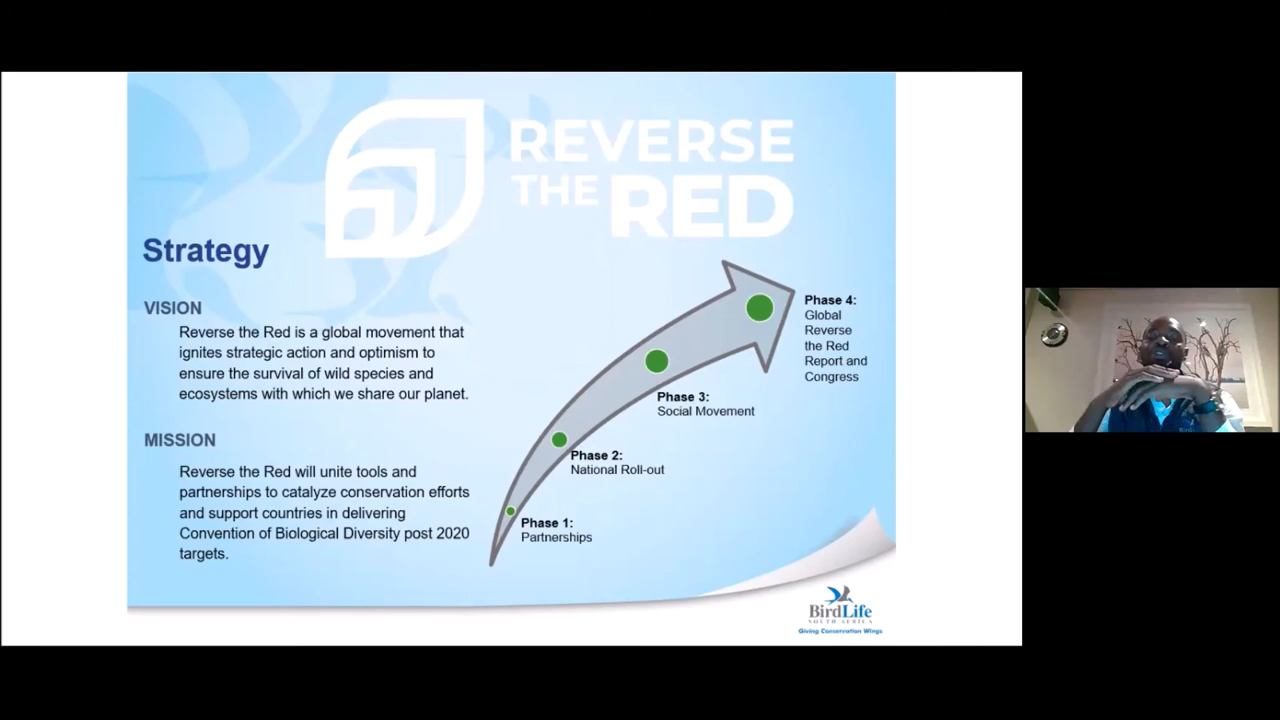 REVERSE
THE RED
Strategy
VISION
Reverse the Red is a global movement that
ignites strategic action and optimism to
ensure the survival of wild species and
ecosystems with which we share our planet.
MISSION
Reverse the Red will unite tools and
partnerships to catalyze conservation efforts
and support countries in delivering
Convention of Biological Diversity post 2020
targets.
Phase 4:
Global
Reverse
the Red
Report and
Congress
Phase 3:
Social Movement
Phase 2:
National Roll-out
Phase 1:
Partnerships
BirdLife
SOUTH AFRICA
Giving Conservation Wings